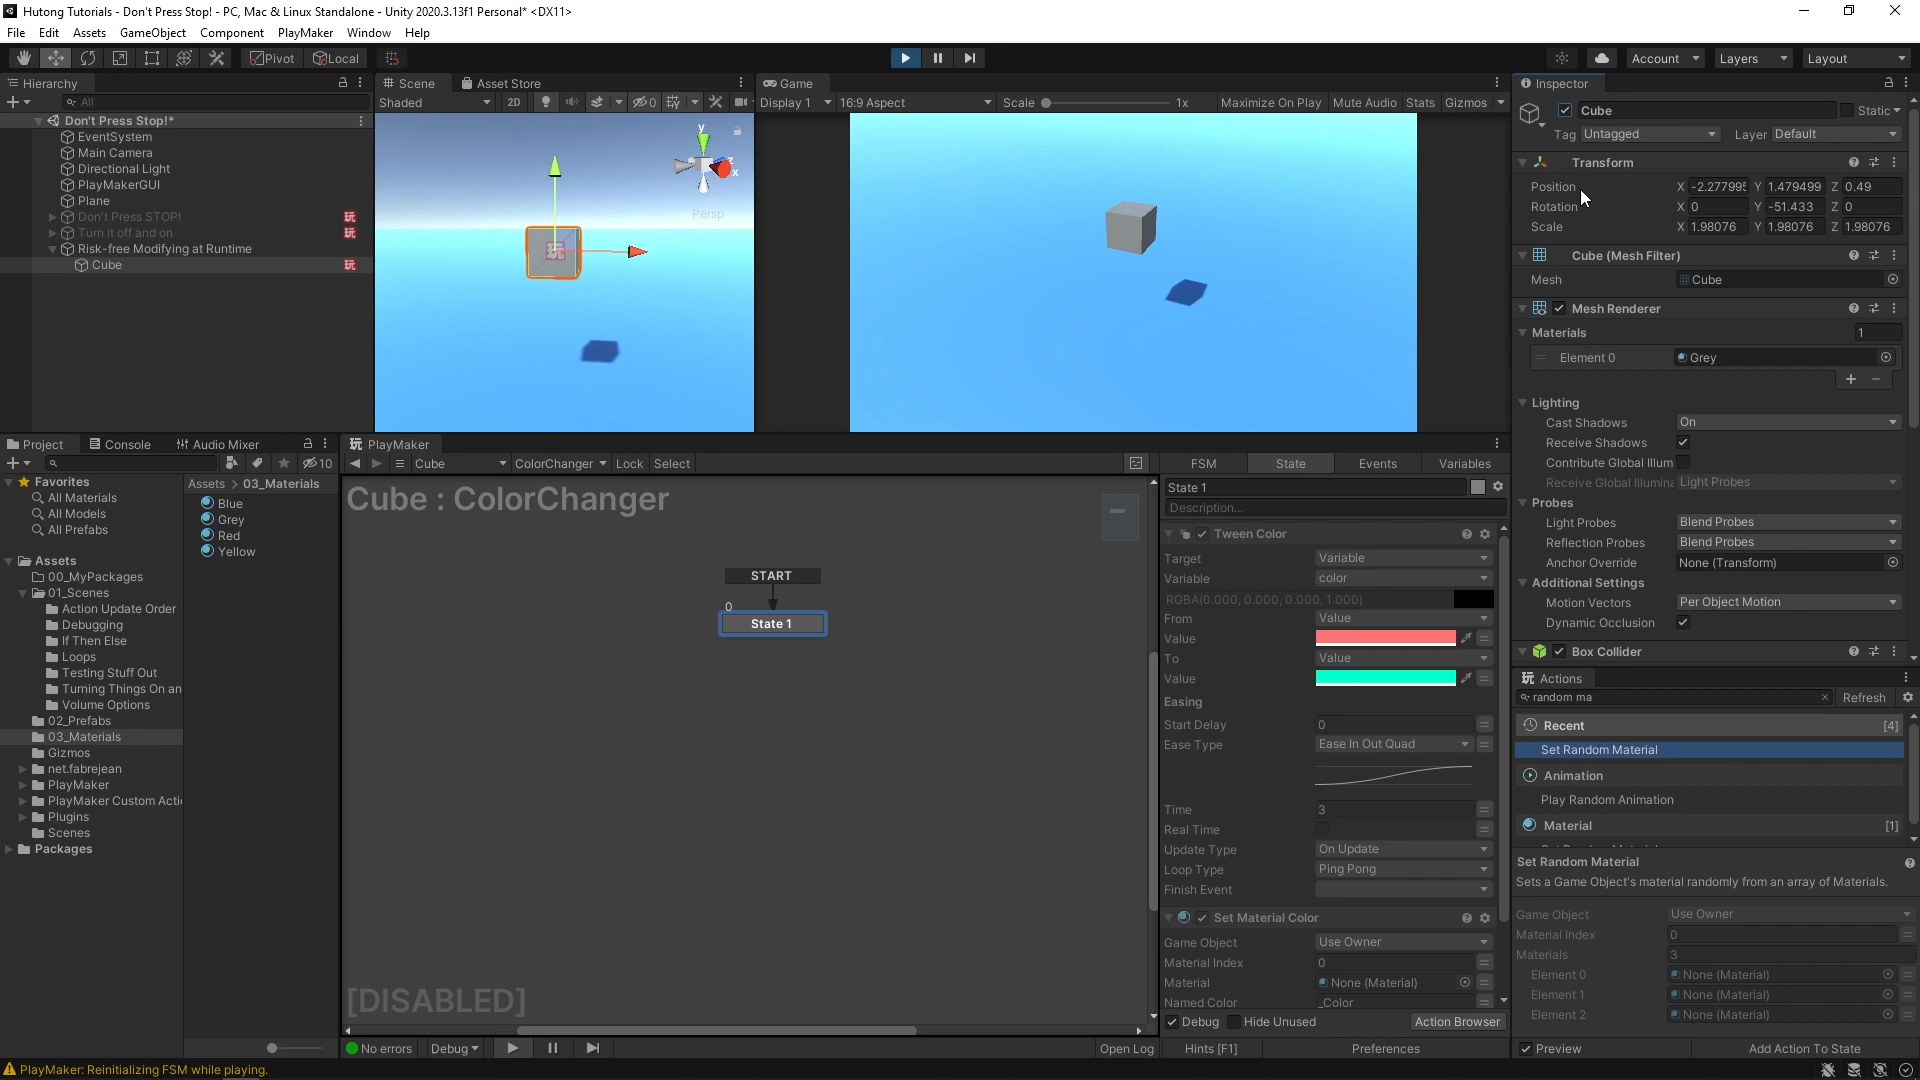 Hutong Tutorials - Don't Press Stop! - PC, Mac & Linux Standalone - Unity 2020.3.13f1 Personal* <DX11>
File Edit Assets GameObject Component PlayMaker Window Help
Pivot Local Account Layers Layout
Hierarchy
All
Don't Press Stop!*
EventSystem
Main Camera
Directional Light
PlayMakerGUI
Plane
Don't Press STOP! 玩
Turn it off and on 玩
Risk-free Modifying at Runtime
Cube 玩
Scene Asset Store
Shaded 2D 0
y
x
Persp
玩
Game
Display 1 16:9 Aspect Scale 1x Maximize On Play Mute Audio Stats Gizmos
Inspector
Cube Static
Tag Untagged Layer Default
Transform
Position X -2.277995 Y 1.479499 Z 0.49
Rotation X 0 Y -51.433 Z 0
Scale X 1.98076 Y 1.98076 Z 1.98076
Cube (Mesh Filter)
Mesh Cube
Mesh Renderer
Materials 1
Element 0 Grey
Lighting
Cast Shadows On
Receive Shadows
Contribute Global Illum
Receive Global Illumina Light Probes
Probes
Light Probes Blend Probes
Reflection Probes Blend Probes
Anchor Override None (Transform)
Additional Settings
Motion Vectors Per Object Motion
Dynamic Occlusion
Box Collider
Project Console Audio Mixer
10
Favorites
All Materials
All Models
All Prefabs
Assets
00_MyPackages
01_Scenes
Action Update Order
Debugging
If Then Else
Loops
Testing Stuff Out
Turning Things On an
Volume Options
02_Prefabs
03_Materials
Gizmos
net.fabrejean
PlayMaker
PlayMaker Custom Acti
Plugins
Scenes
Packages
Assets > 03_Materials
Blue
Grey
Red
Yellow
玩 PlayMaker
Cube ColorChanger Lock Select
Cube : ColorChanger
START
0
State 1
[DISABLED]
No errors Debug Open Log
FSM State Events Variables
State 1
Description...
Tween Color
Target Variable
Variable color
RGBA(0.000, 0.000, 0.000, 1.000)
From Value
Value
To Value
Value
Easing
Start Delay 0
Ease Type Ease In Out Quad
Time 3
Real Time
Update Type On Update
Loop Type Ping Pong
Finish Event
Set Material Color
Game Object Use Owner
Material Index 0
Material None (Material)
Named Color _Color
Debug Hide Unused Action Browser
Hints [F1] Preferences
玩 Actions
random ma Refresh
Recent [4]
Set Random Material
Animation
Play Random Animation
Material [1]
Set Random Material
Sets a Game Object's material randomly from an array of Materials.
Game Object Use Owner
Material Index 0
Materials 3
Element 0 None (Material)
Element 1 None (Material)
Element 2 None (Material)
Preview Add Action To State
PlayMaker: Reinitializing FSM while playing.